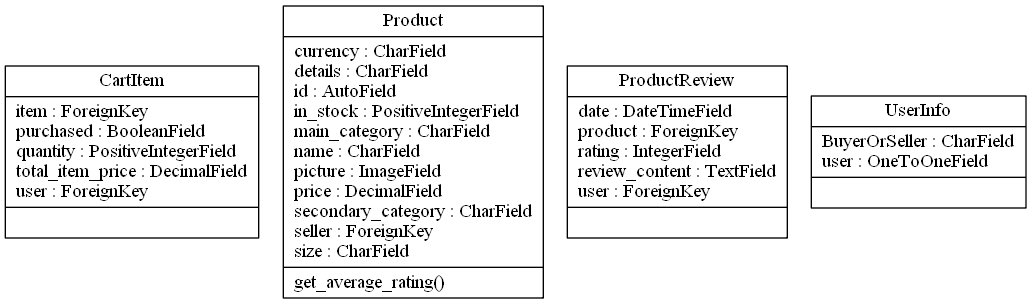 CartItem
item : ForeignKey
purchased : BooleanField
quantity : PositiveIntegerField
total_item_price : DecimalField
user : ForeignKey
Product
currency : CharField
details : CharField
id : AutoField
in_stock : PositiveIntegerField
main_category : CharField
name : CharField
picture : ImageField
price : DecimalField
secondary_category : CharField
seller : ForeignKey
size : CharField
get_average_rating()
ProductReview
date : DateTimeField
product : ForeignKey
rating : IntegerField
review_content : TextField
user : ForeignKey
UserInfo
BuyerOrSeller : CharField
user : OneToOneField